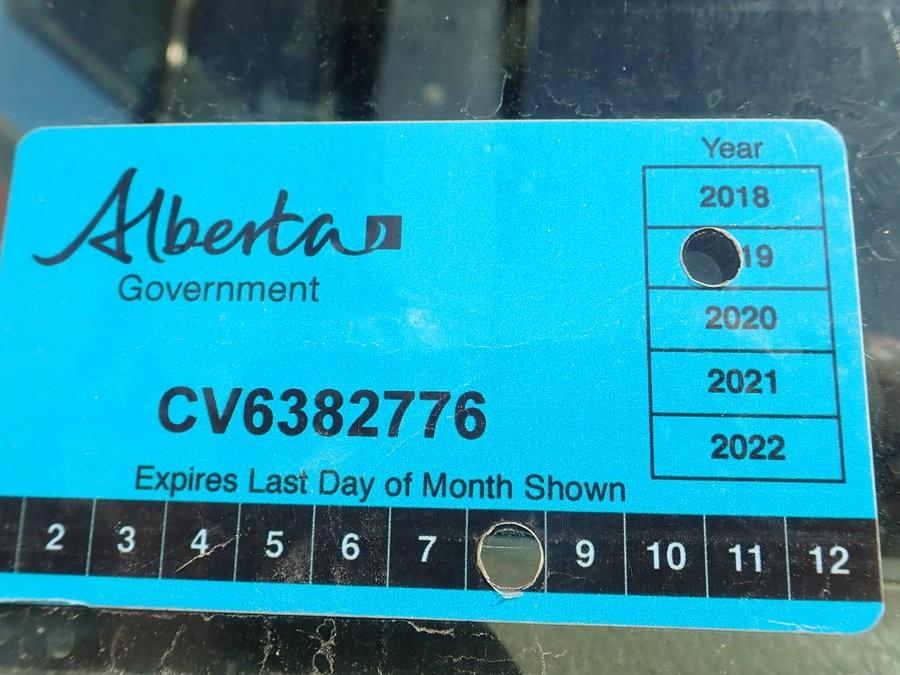 Alberta
Government
Year
2018
19
2020
2021
2022
CV6382776
Expires Last Day of Month Shown
2 3 4 5 6 7 9 10 11 12